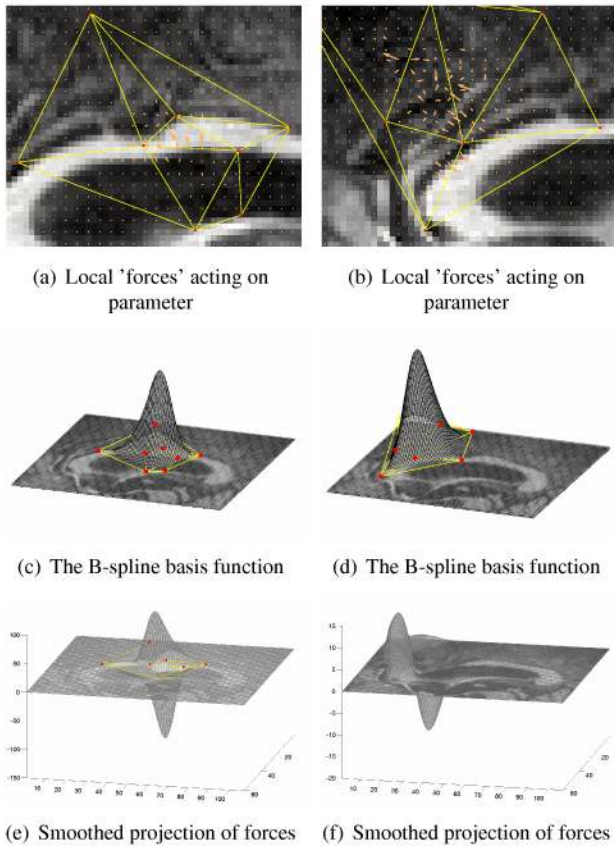 (a) Local 'forces' acting on
parameter
(b) Local 'forces' acting on
parameter
(c) The B-spline basis function
(d) The B-spline basis function
100
50
0
-50
-100
-150
10 20 30 40 50 60 70 80 90 100
60
40
20
15
10
5
0
-5
-10
-15
-20
10 20 30 40 50 60 70 80 90 100
60
40
20
(e) Smoothed projection of forces
(f) Smoothed projection of forces